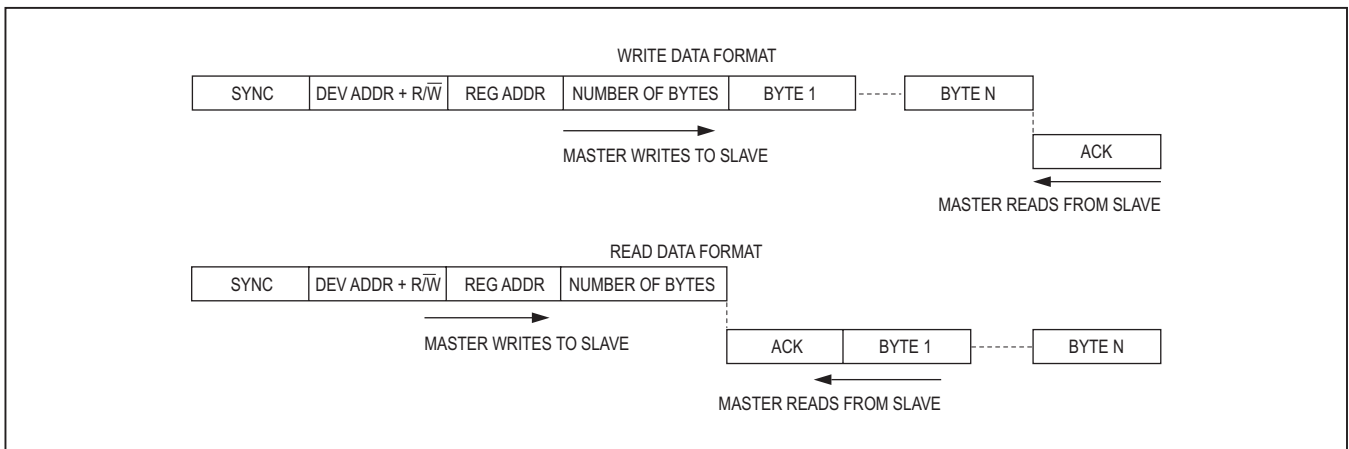 WRITE DATA FORMAT
SYNC DEV ADDR + R/W̅ REG ADDR NUMBER OF BYTES BYTE 1 BYTE N
MASTER WRITES TO SLAVE
ACK
MASTER READS FROM SLAVE
READ DATA FORMAT
SYNC DEV ADDR + R/W̅ REG ADDR NUMBER OF BYTES
MASTER WRITES TO SLAVE
ACK BYTE 1 BYTE N
MASTER READS FROM SLAVE